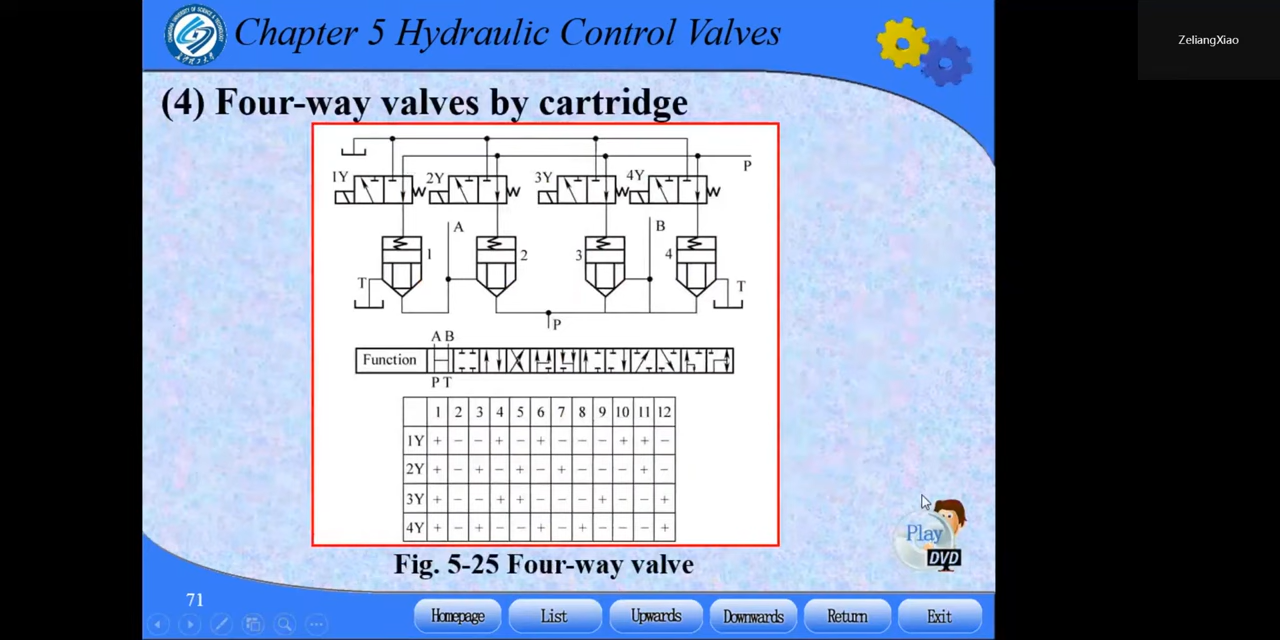 Chapter 5 Hydraulic Control Valves
ZeliangXiao
(4) Four-way valves by cartridge
P
1Y 2Y 3Y 4Y
A B
1 2 3 4
T T
P
A B
Function
P T
1 2 3 4 5 6 7 8 9 10 11 12
1Y + − − + − + − − − + + −
2Y + − + − + − + − − − + −
3Y + − − + + − − − + − − +
4Y + − + − − + − + − − − +
Fig. 5-25 Four-way valve
Play
DVD
71
Homepage List Upwards Downwards Return Exit